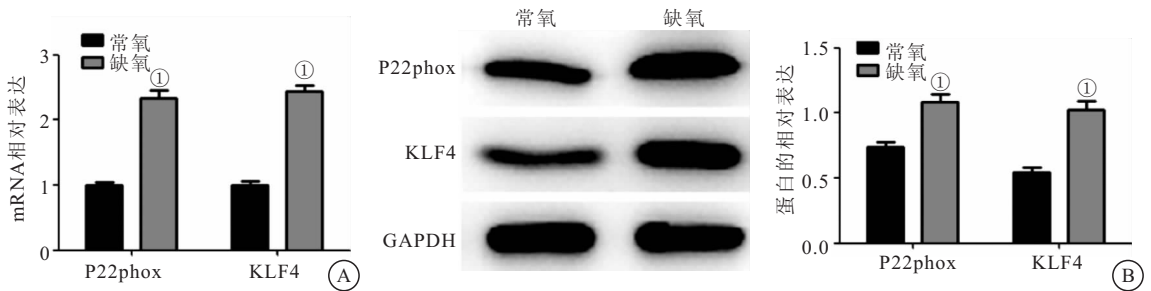 mRNA相对表达
3
2
1
0
常氧
缺氧
①
①
P22phox
KLF4
A
常氧
缺氧
P22phox
KLF4
GAPDH
蛋白的相对表达
1.5
1.0
0.5
0.0
常氧
缺氧
①
①
P22phox
KLF4
B